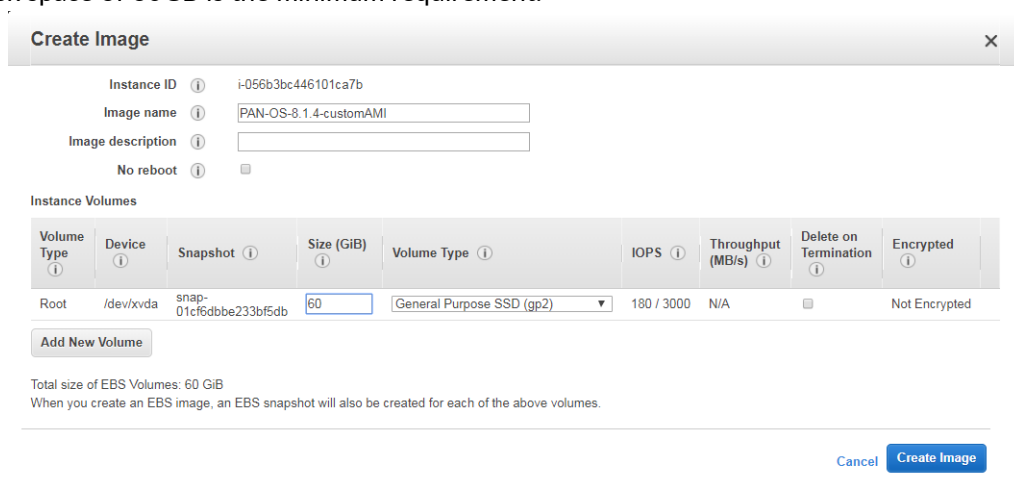 Create Image ×
Instance ID i i-056b3bc446101ca7b
Image name i PAN-OS-8.1.4-customAMI
Image description i
No reboot i
Instance Volumes
Volume Type i Device i Snapshot i Size (GiB) i Volume Type i IOPS i Throughput (MB/s) i Delete on Termination i Encrypted i
Root /dev/xvda snap-01cf6dbbe233bf5db 60 General Purpose SSD (gp2) 180 / 3000 N/A Not Encrypted
Add New Volume
Total size of EBS Volumes: 60 GiB
When you create an EBS image, an EBS snapshot will also be created for each of the above volumes.
Cancel Create Image